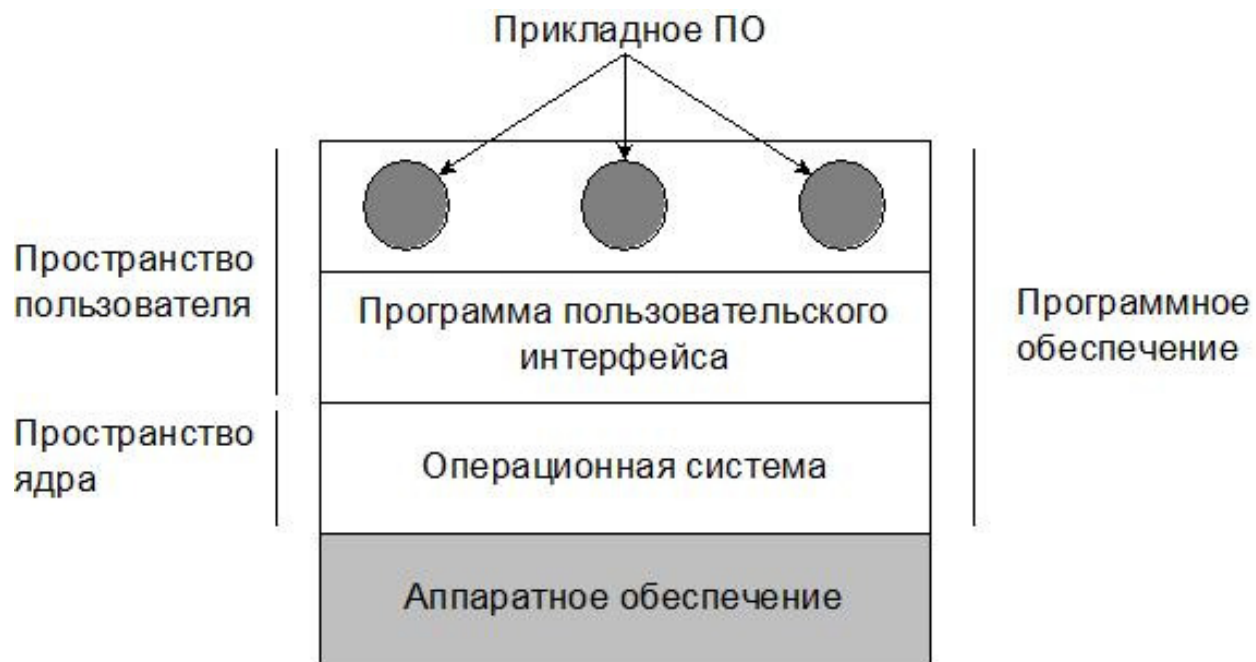 Прикладное ПО
Пространство
пользователя
Программа пользовательского
интерфейса
Программное
обеспечение
Пространство
ядра
Операционная система
Аппаратное обеспечение